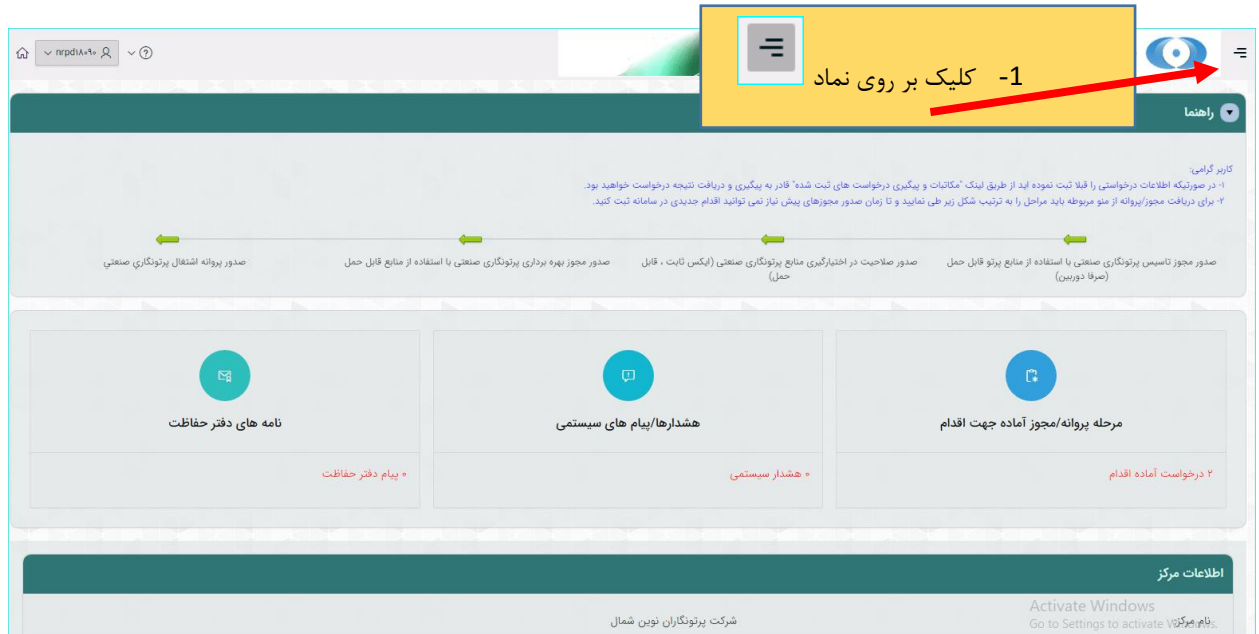 1- کلیک بر روی نماد
nrpd۱۸۰۹۰
راهنما
کاربر گرامی:
۱- در صورتیکه اطلاعات درخواستی را قبلا ثبت نموده اید از طریق لینک "مکاتبات و پیگیری درخواست های ثبت شده" قادر به پیگیری و دریافت نتیجه درخواست خواهید بود.
۲- برای دریافت مجوز/پروانه از منو مربوطه باید مراحل را به ترتیب شکل زیر طی نمایید و تا زمان صدور مجوزهای پیش نیاز نمی توانید اقدام جدیدی در سامانه ثبت کنید.
صدور مجوز تاسیس پرتونگاری صنعتی با استفاده از منابع پرتو قابل حمل
(صرفا دوربین)
صدور صلاحیت در اختیارگیری منابع پرتونگاری صنعتی (ایکس ثابت ، قابل
حمل)
صدور مجوز بهره برداری پرتونگاری صنعتی با استفاده از منابع قابل حمل
صدور پروانه اشتغال پرتونگاري صنعتي
مرحله پروانه/مجوز آماده جهت اقدام
۲ درخواست آماده اقدام
هشدارها/پیام های سیستمی
۰ هشدار سیستمی
نامه های دفتر حفاظت
۰ پیام دفتر حفاظت
اطلاعات مرکز
نام مرکز:
شرکت پرتونگاران نوین شمال
Activate Windows
Go to Settings to activate Windows.